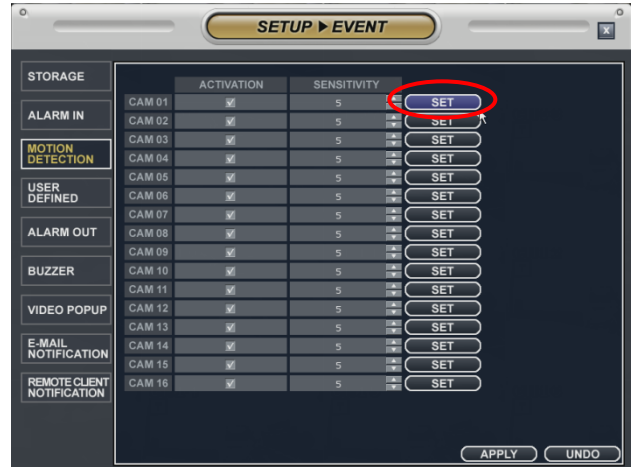 SETUP ▶ EVENT
x
STORAGE
ALARM IN
MOTION
DETECTION
USER
DEFINED
ALARM OUT
BUZZER
VIDEO POPUP
E-MAIL
NOTIFICATION
REMOTE CLIENT
NOTIFICATION
ACTIVATION SENSITIVITY
CAM 01 5 SET
CAM 02 5 SET
CAM 03 5 SET
CAM 04 5 SET
CAM 05 5 SET
CAM 06 5 SET
CAM 07 5 SET
CAM 08 5 SET
CAM 09 5 SET
CAM 10 5 SET
CAM 11 5 SET
CAM 12 5 SET
CAM 13 5 SET
CAM 14 5 SET
CAM 15 5 SET
CAM 16 5 SET
APPLY UNDO